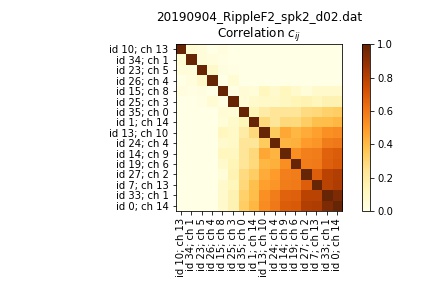 20190904_RippleF2_spk2_d02.dat
Correlation c_ij
id 10; ch 13
id 34; ch 1
id 23; ch 5
id 26; ch 4
id 15; ch 8
id 25; ch 3
id 35; ch 0
id 1; ch 14
id 13; ch 10
id 24; ch 4
id 14; ch 9
id 19; ch 6
id 27; ch 2
id 7; ch 13
id 33; ch 1
id 0; ch 14
1.0
0.8
0.6
0.4
0.2
0.0
id 10; ch 13
id 34; ch 1
id 23; ch 5
id 26; ch 4
id 15; ch 8
id 25; ch 3
id 35; ch 0
id 1; ch 14
id 13; ch 10
id 24; ch 4
id 14; ch 9
id 19; ch 6
id 27; ch 2
id 7; ch 13
id 33; ch 1
id 0; ch 14